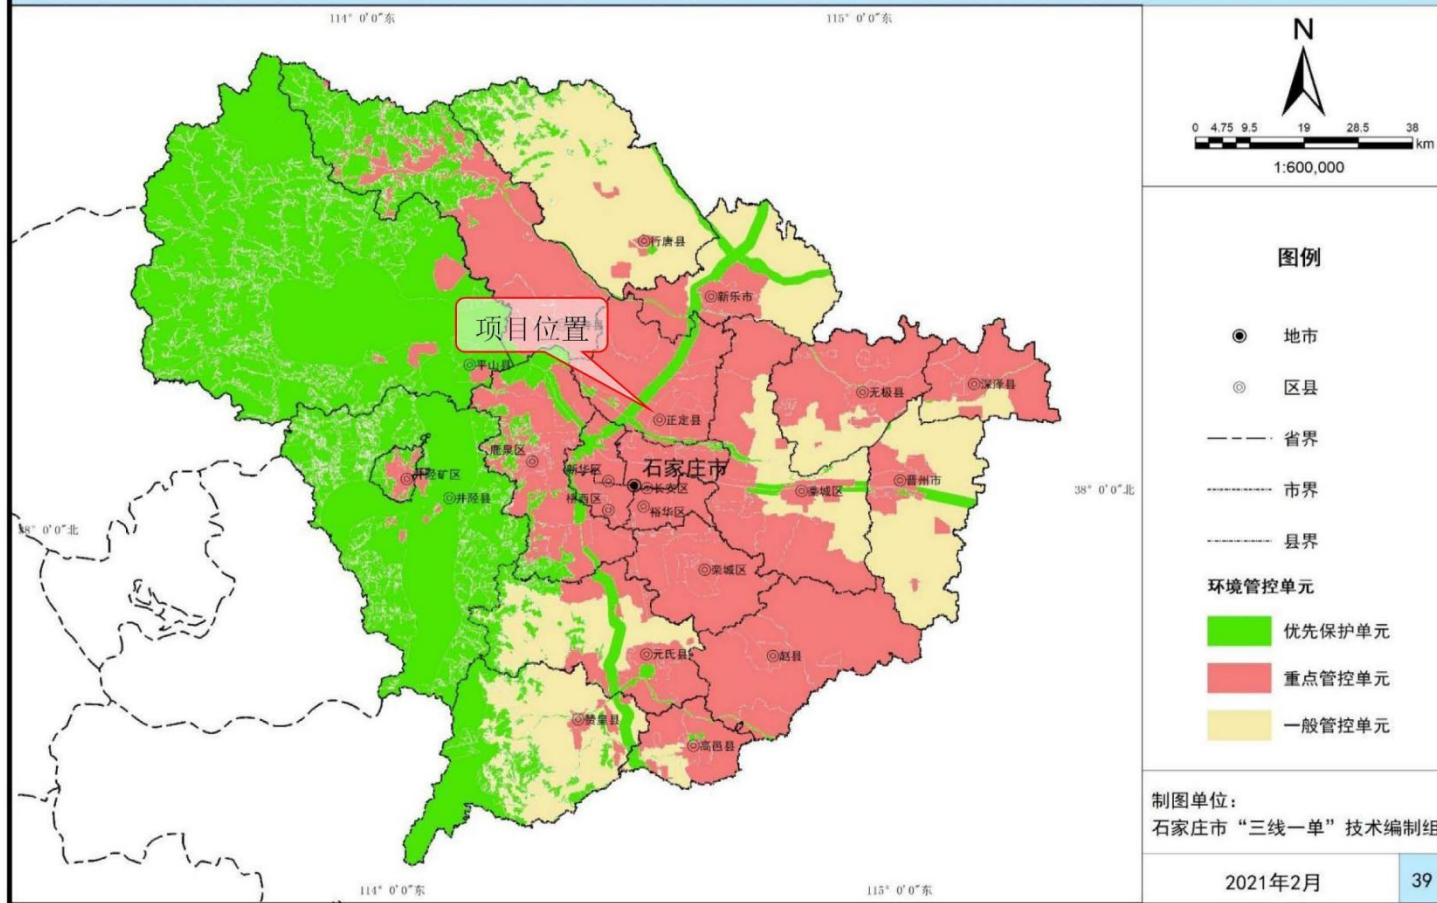 114° 0′0″东
115° 0′0″东
N
0 4.75 9.5 19 28.5 38
km
1:600,000
图例
地市
区县
省界
市界
县界
环境管控单元
优先保护单元
重点管控单元
一般管控单元
制图单位：
石家庄市“三线一单”技术编制组
2021年2月
39
行唐县
新乐市
项目位置
平山县
无极县
深泽县
正定县
鹿泉区
新华区
石家庄市
井陉矿区
长安区
藁城区
晋州市
38° 0′0″北
井陉县
桥西区
裕华区
38° 0′0″北
栾城区
元氏县
赵县
赞皇县
高邑县
114° 0′0″东
115° 0′0″东